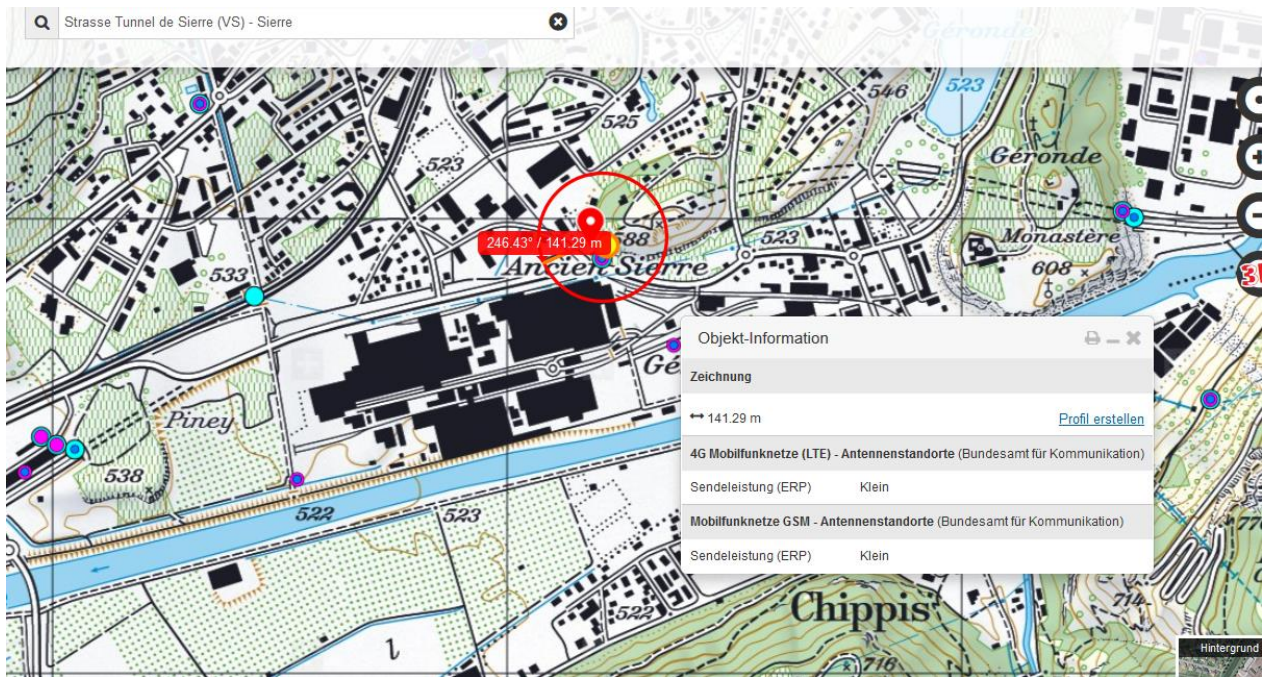 Strasse Tunnel de Sierre (VS) - Sierre
Géronde
546
523
525
523
Géronde
246.43° / 141.29 m
88
523
Monastère
Ancien Sierre
608
533
3
Objekt-Information
Gé
Zeichnung
141.29 m
Profil erstellen
Piney
4G Mobilfunknetze (LTE) - Antennenstandorte (Bundesamt für Kommunikation)
538
Sendeleistung (ERP) Klein
522
523
Mobilfunknetze GSM - Antennenstandorte (Bundesamt für Kommunikation)
Sendeleistung (ERP) Klein
522
Chippis
714
716
Hintergrund